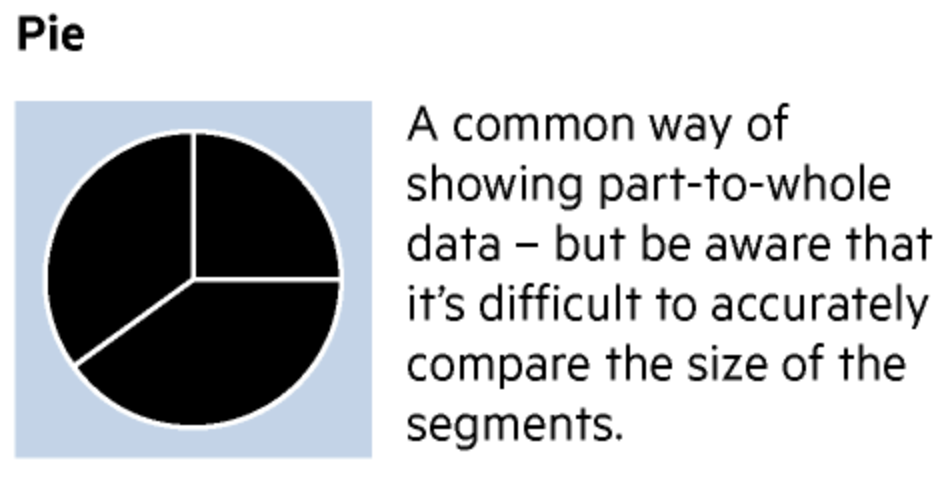 Pie
A common way of
showing part-to-whole
data – but be aware that
it’s difficult to accurately
compare the size of the
segments.